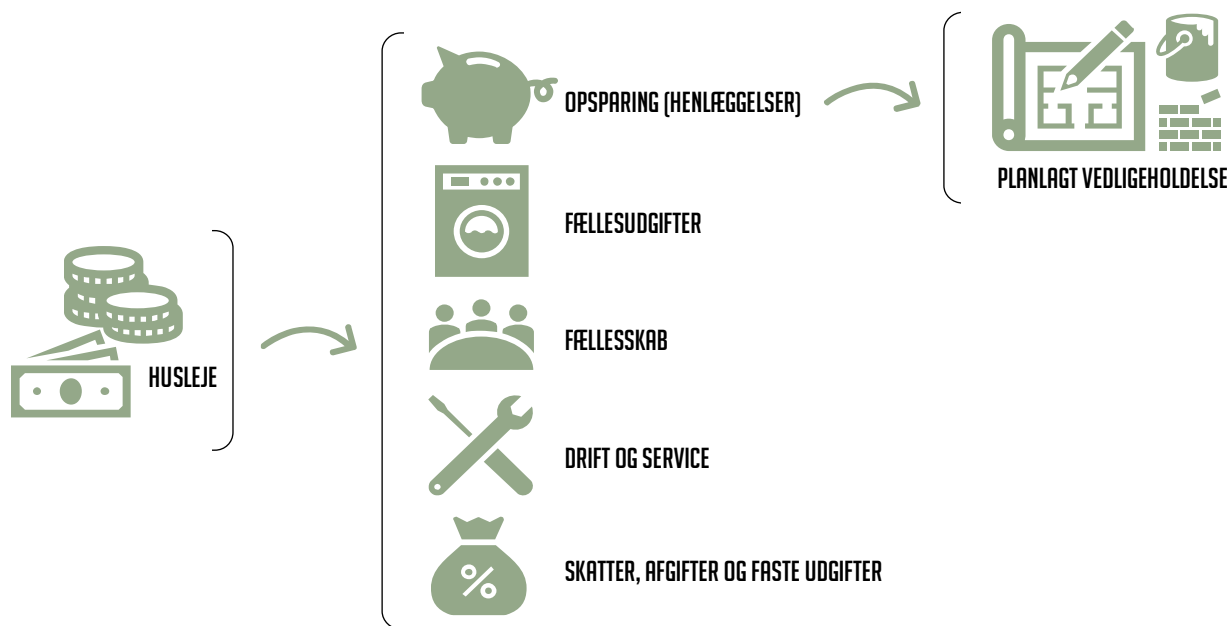 HUSLEJE
OPSPARING (HENLÆGGELSER)
FÆLLESUDGIFTER
FÆLLESSKAB
DRIFT OG SERVICE
%
SKATTER, AFGIFTER OG FASTE UDGIFTER
PLANLAGT VEDLIGEHOLDELSE